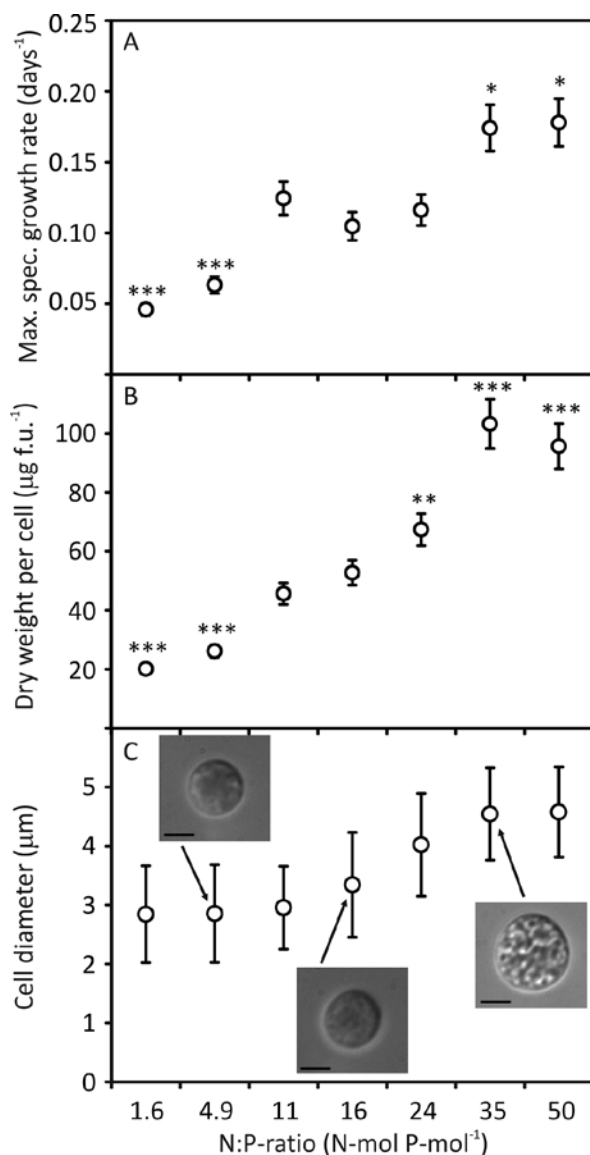 A
Max. spec. growth rate (days⁻¹)
0.25
0.20
0.15
0.10
0.05
*** *** * *
B
Dry weight per cell (µg f.u.⁻¹)
100
80
60
40
20
*** *** ** *** ***
C
Cell diameter (µm)
5
4
3
2
1
0
1.6 4.9 11 16 24 35 50
N:P-ratio (N-mol P-mol⁻¹)